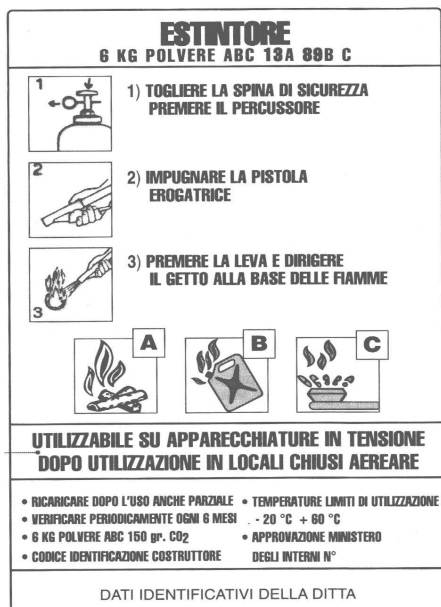 ESTINTORE
6 KG POLVERE ABC 13A 89B C
1
1) TOGLIERE LA SPINA DI SICUREZZA
PREMERE IL PERCUSSORE
2
2) IMPUGNARE LA PISTOLA
EROGATRICE
3
3) PREMERE LA LEVA E DIRIGERE
IL GETTO ALLA BASE DELLE FIAMME
A B C
UTILIZZABILE SU APPARECCHIATURE IN TENSIONE
DOPO UTILIZZAZIONE IN LOCALI CHIUSI AEREARE
• RICARICARE DOPO L'USO ANCHE PARZIALE
• VERIFICARE PERIODICAMENTE OGNI 6 MESI
• 6 KG POLVERE ABC 150 gr. CO2
• CODICE IDENTIFICAZIONE COSTRUTTORE
• TEMPERATURE LIMITI DI UTILIZZAZIONE
- 20 °C + 60 °C
• APPROVAZIONE MINISTERO
DEGLI INTERNI N°
DATI IDENTIFICATIVI DELLA DITTA